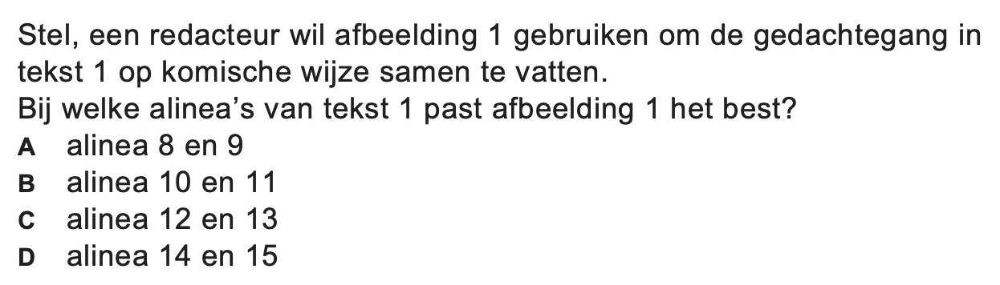 Stel, een redacteur wil afbeelding 1 gebruiken om de gedachtegang in
tekst 1 op komische wijze samen te vatten.
Bij welke alinea’s van tekst 1 past afbeelding 1 het best?
A alinea 8 en 9
B alinea 10 en 11
C alinea 12 en 13
D alinea 14 en 15